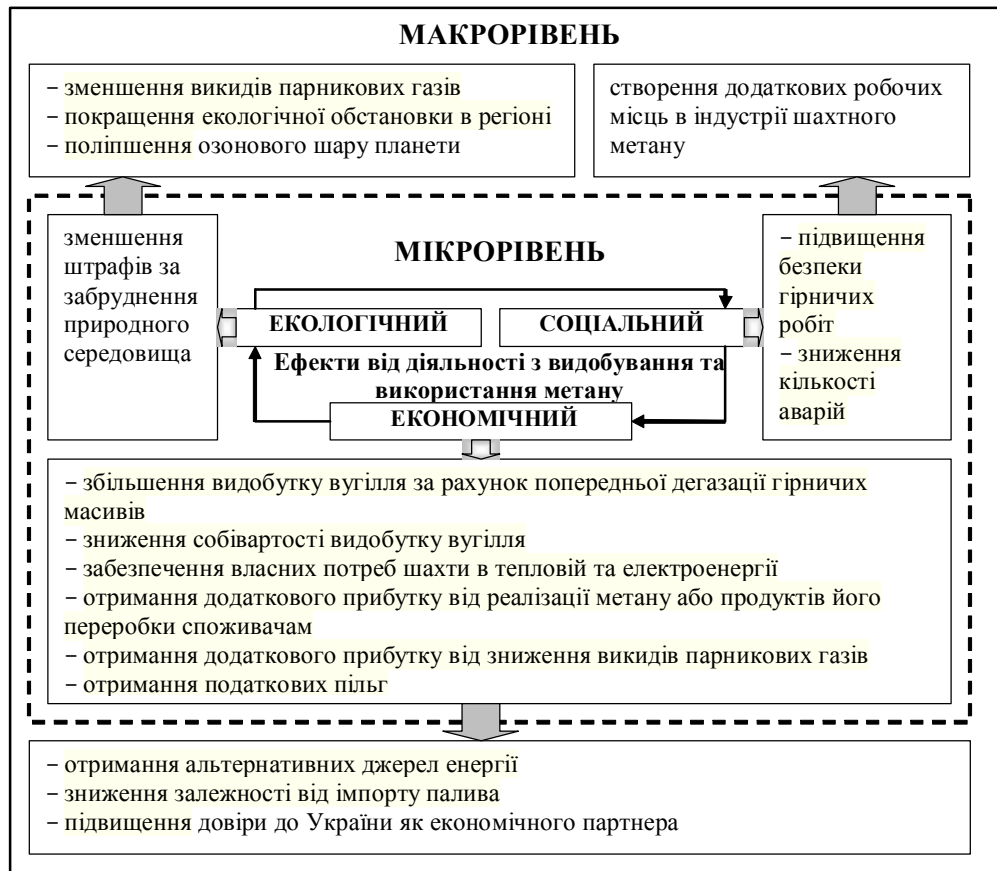 МАКРОРІВЕНЬ
– зменшення викидів парникових газів
– покращення екологічної обстановки в регіоні
– поліпшення озонового шару планети
створення додаткових робочих
місць в індустрії шахтного
метану
зменшення
штрафів за
забруднення
природного
середовища
МІКРОРІВЕНЬ
ЕКОЛОГІЧНИЙ
СОЦІАЛЬНИЙ
Ефекти від діяльності з видобування та
використання метану
ЕКОНОМІЧНИЙ
– підвищення
безпеки
гірничих
робіт
– зниження
кількості
аварій
– збільшення видобутку вугілля за рахунок попередньої дегазації гірничих
масивів
– зниження собівартості видобутку вугілля
– забезпечення власних потреб шахти в тепловій та електроенергії
– отримання додаткового прибутку від реалізації метану або продуктів його
переробки споживачам
– отримання додаткового прибутку від зниження викидів парникових газів
– отримання податкових пільг
– отримання альтернативних джерел енергії
– зниження залежності від імпорту палива
– підвищення довіри до України як економічного партнера